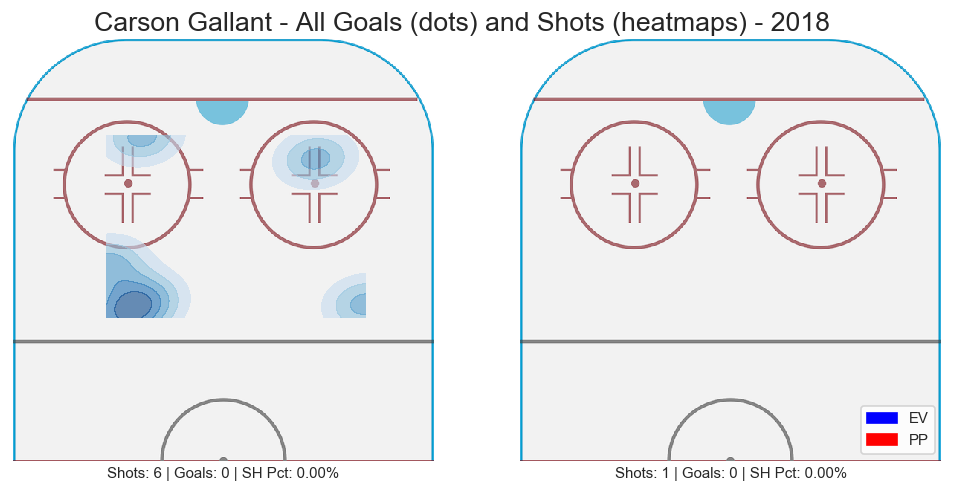 Carson Gallant - All Goals (dots) and Shots (heatmaps) - 2018
EV
PP
Shots: 6 | Goals: 0 | SH Pct: 0.00%
Shots: 1 | Goals: 0 | SH Pct: 0.00%